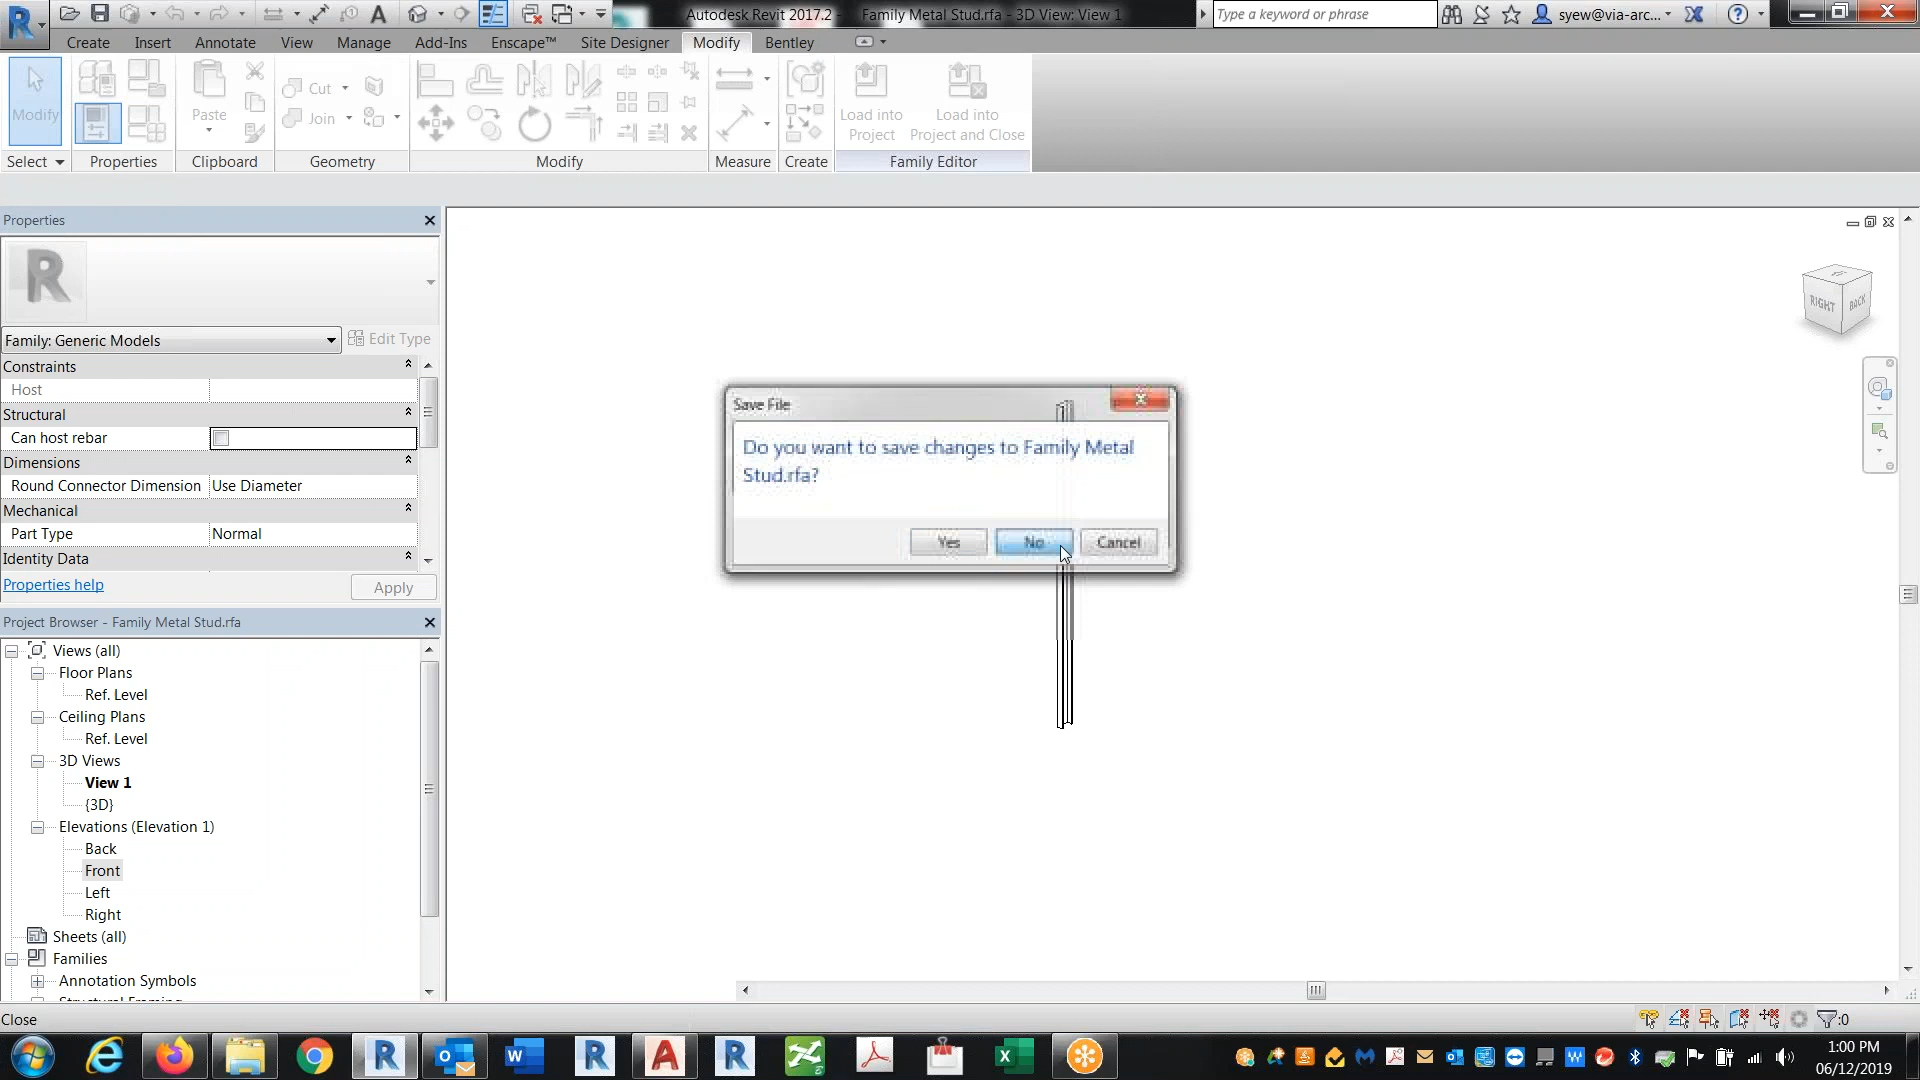 Autodesk Revit 2017.2 - Family Metal Stud.rfa - 3D View: View 1
Type a keyword or phrase
syew@via-arc...
Create Insert Annotate View Manage Add-Ins Enscape™ Site Designer Modify Bentley
Modify
Paste
Cut
Join
Load into Project
Load into Project and Close
Select Properties Clipboard Geometry Modify Measure Create Family Editor
Properties
Family: Generic Models
Edit Type
Constraints
Host
Structural
Can host rebar
Dimensions
Round Connector Dimension Use Diameter
Mechanical
Part Type Normal
Identity Data
Properties help
Apply
Project Browser - Family Metal Stud.rfa
Views (all)
Floor Plans
Ref. Level
Ceiling Plans
Ref. Level
3D Views
View 1
{3D}
Elevations (Elevation 1)
Back
Front
Left
Right
Sheets (all)
Families
Annotation Symbols
Structural Framing
Save File
Do you want to save changes to Family Metal
Stud.rfa?
Yes No Cancel
RIGHT BACK
Close
:0
1:00 PM
06/12/2019